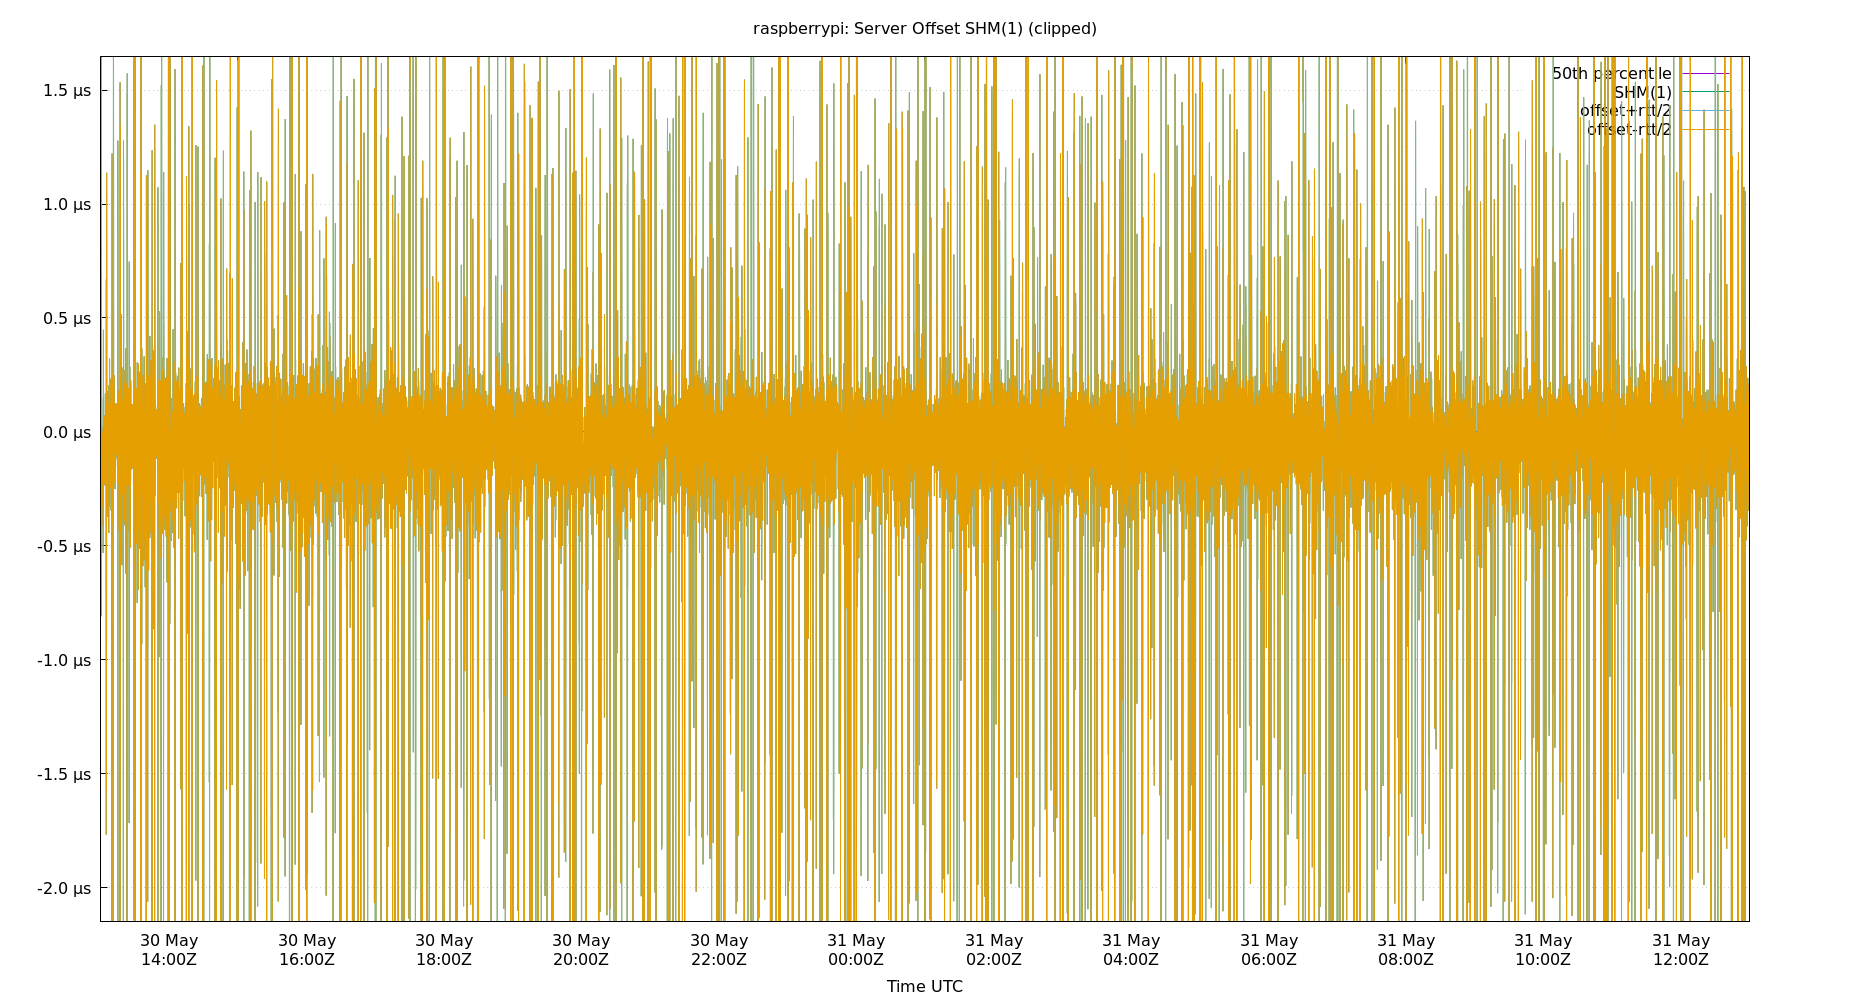 raspberrypi: Server Offset SHM(1) (clipped)
50th percentile
SHM(1)
offset+rtt/2
offset-rtt/2
1.5 µs
1.0 µs
0.5 µs
0.0 µs
-0.5 µs
-1.0 µs
-1.5 µs
-2.0 µs
30 May 30 May 30 May 30 May 30 May 31 May 31 May 31 May 31 May 31 May 31 May 31 May
14:00Z 16:00Z 18:00Z 20:00Z 22:00Z 00:00Z 02:00Z 04:00Z 06:00Z 08:00Z 10:00Z 12:00Z
Time UTC